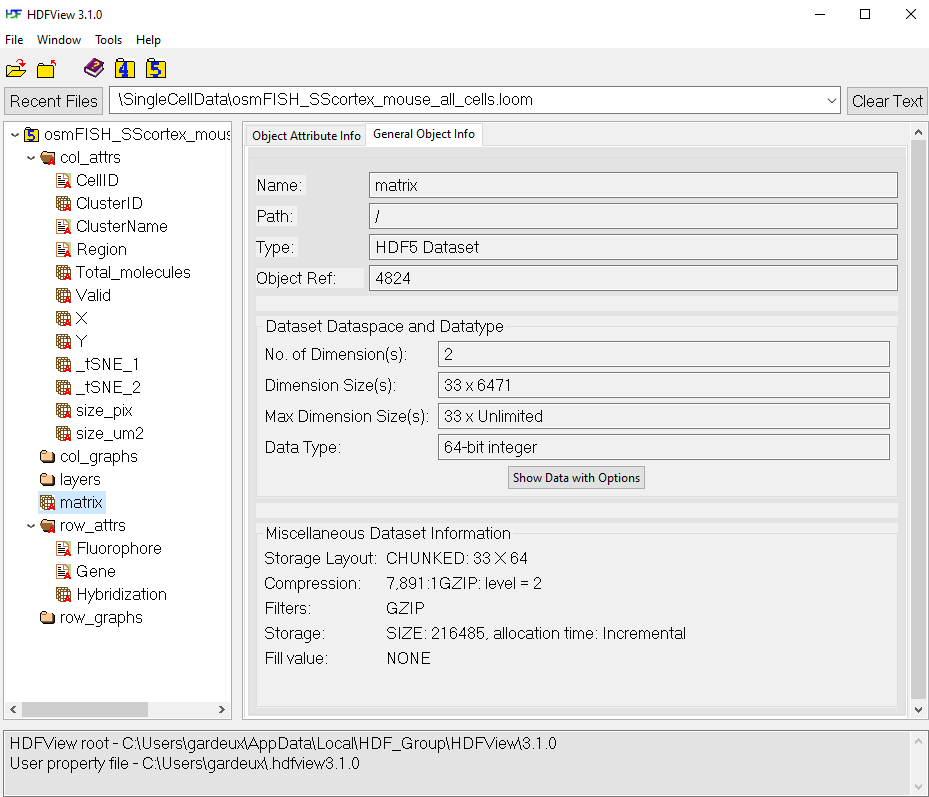 HDFView 3.1.0
File Window Tools Help
Recent Files \SingleCellData\osmFISH_SScortex_mouse_all_cells.loom Clear Text
osmFISH_SScortex_mous
col_attrs
CellID
ClusterID
ClusterName
Region
Total_molecules
Valid
X
Y
_tSNE_1
_tSNE_2
size_pix
size_um2
col_graphs
layers
matrix
row_attrs
Fluorophore
Gene
Hybridization
row_graphs
Object Attribute Info General Object Info
Name: matrix
Path: /
Type: HDF5 Dataset
Object Ref: 4824
Dataset Dataspace and Datatype
No. of Dimension(s): 2
Dimension Size(s): 33 x 6471
Max Dimension Size(s): 33 x Unlimited
Data Type: 64-bit integer
Show Data with Options
Miscellaneous Dataset Information
Storage Layout: CHUNKED: 33 X 64
Compression: 7,891:1GZIP: level = 2
Filters: GZIP
Storage: SIZE: 216485, allocation time: Incremental
Fill value: NONE
HDFView root - C:\Users\gardeux\AppData\Local\HDF_Group\HDFView\3.1.0
User property file - C:\Users\gardeux\.hdfview3.1.0